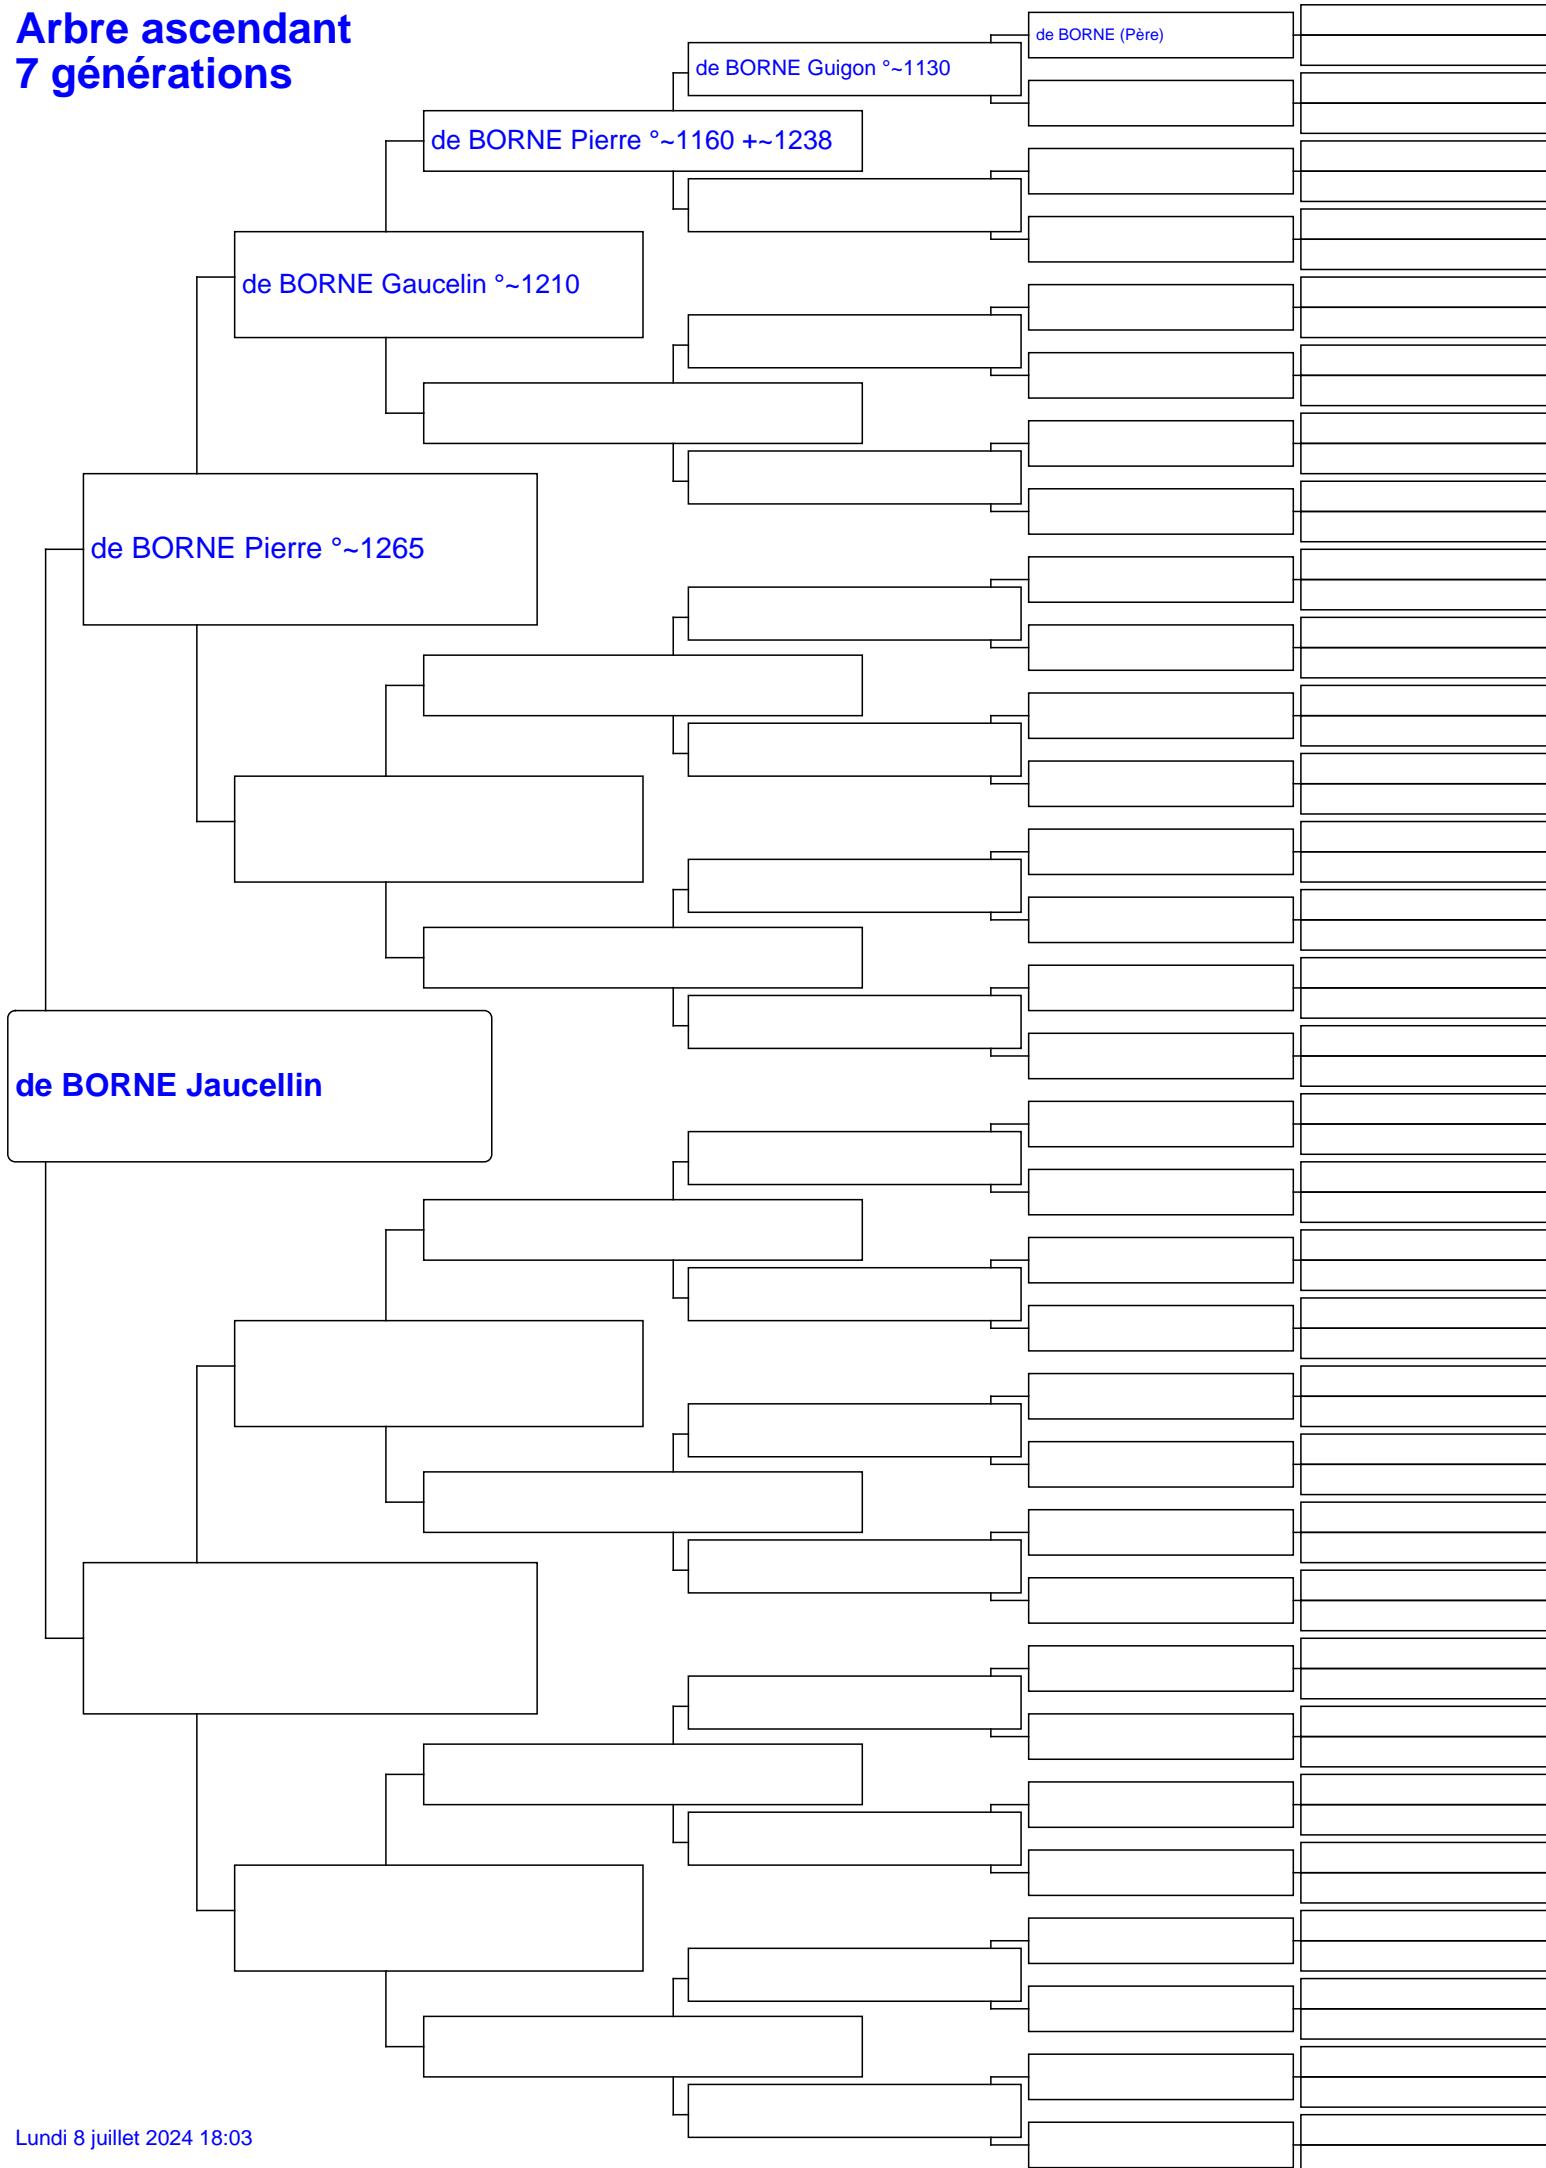 Arbre ascendant
7 générations
de BORNE (Père)
de BORNE Guigon °~1130
de BORNE Pierre °~1160 +~1238
de BORNE Gaucelin °~1210
de BORNE Pierre °~1265
de BORNE Jaucellin
Lundi 8 juillet 2024 18:03